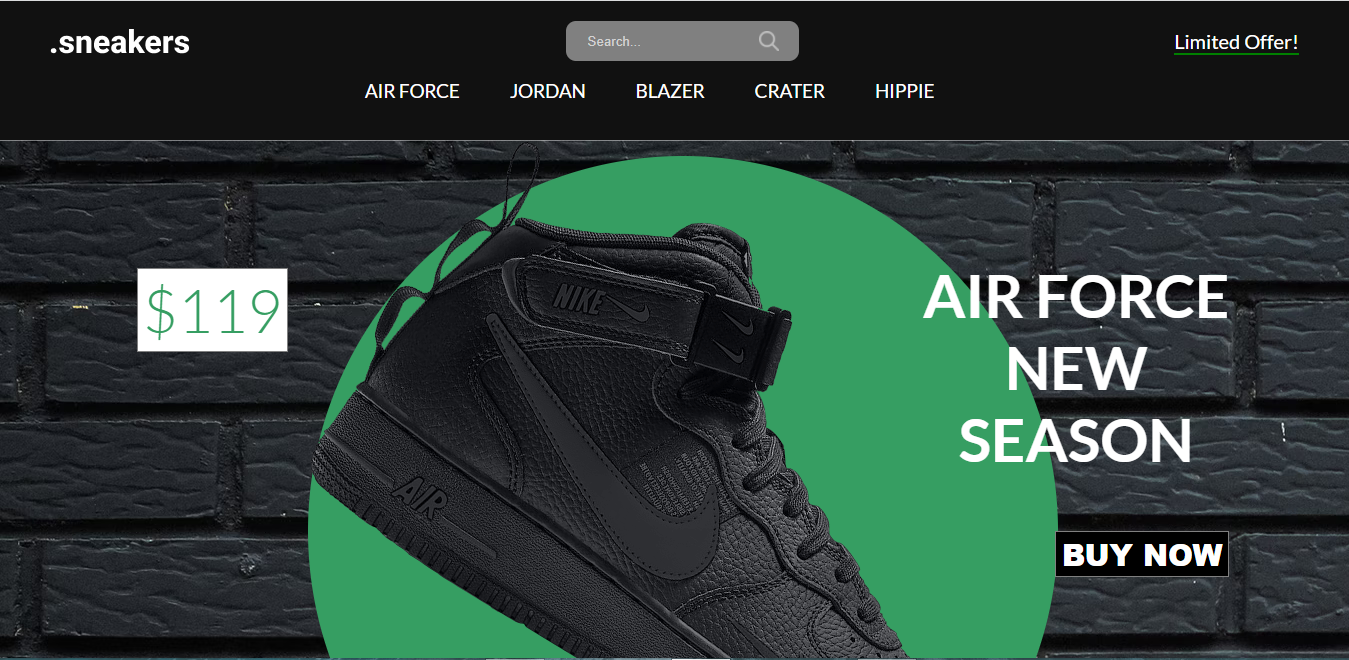 .sneakers
Search...
Limited Offer!
AIR FORCE
JORDAN
BLAZER
CRATER
HIPPIE
$119
NIKE
AIR
AIR FORCE
NEW
SEASON
BUY NOW